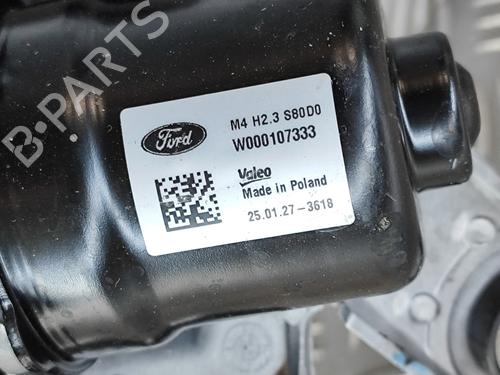 B-PARTS
Ford
M4 H2.3 S80D0
W000107333
Valeo
Made in Poland
25.01.27-3618